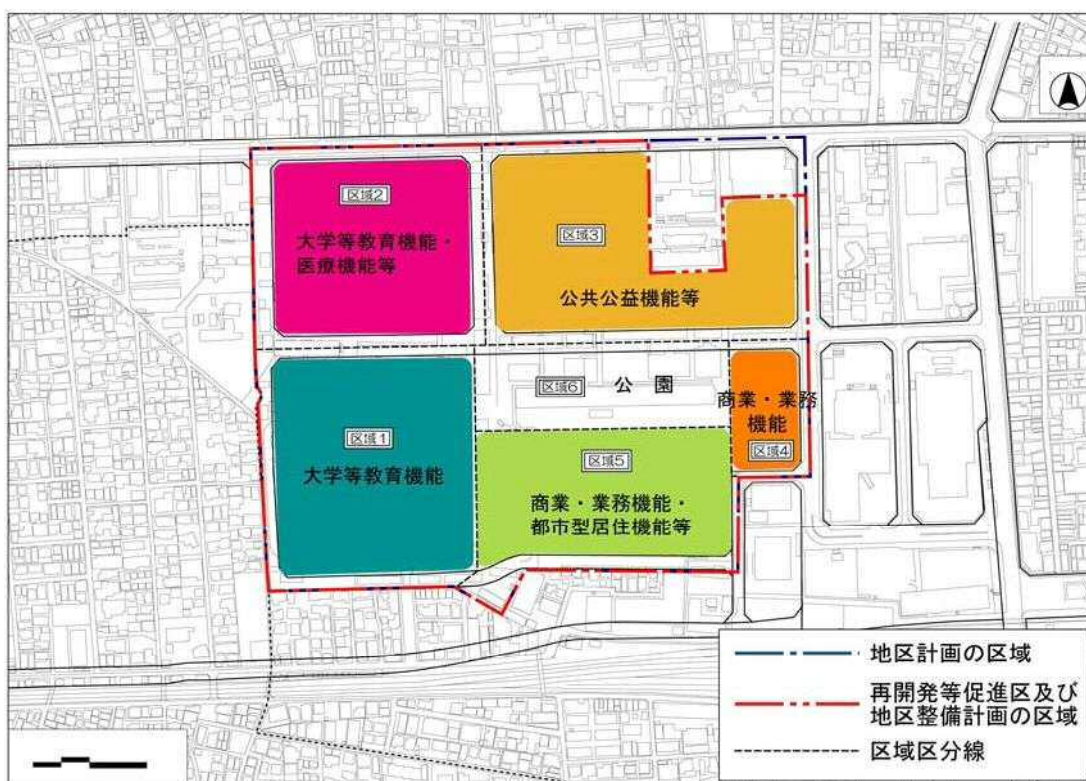 区域2
大学等教育機能・
医療機能等
区域3
公共公益機能等
区域6
公園
商業・業務
機能
区域4
区域1
大学等教育機能
区域5
商業・業務機能・
都市型居住機能等
地区計画の区域
再開発等促進区及び
地区整備計画の区域
区域区分線